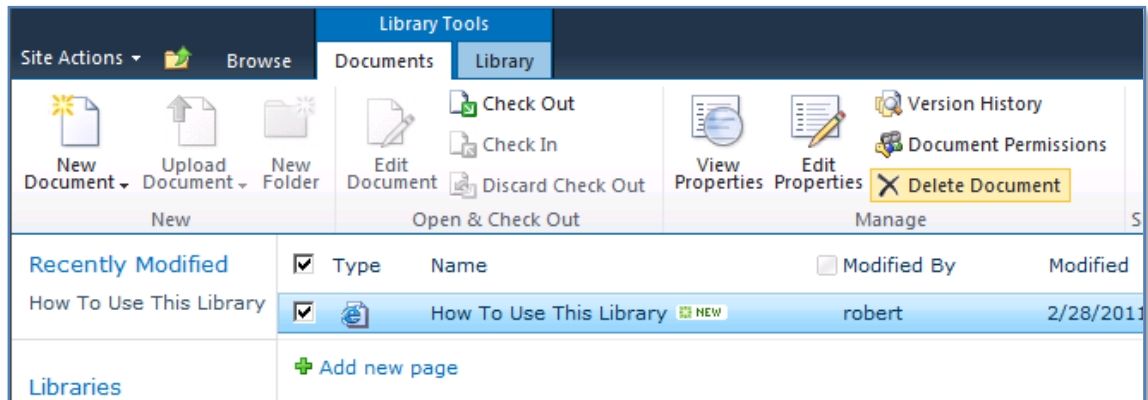 Library Tools
Site Actions Browse Documents Library
New Document
Upload Document
New Folder
New
Edit Document
Check Out
Check In
Discard Check Out
Open & Check Out
View Properties
Edit Properties
Version History
Document Permissions
Delete Document
Manage
S
Recently Modified
How To Use This Library
Libraries
Type Name Modified By Modified
How To Use This Library NEW robert 2/28/2011
Add new page